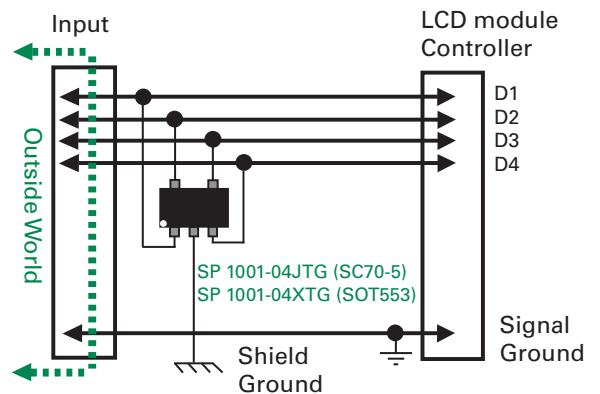 Input
LCD module
Controller
D1
D2
D3
D4
Outside World
SP 1001-04JTG (SC70-5)
SP 1001-04XTG (SOT553)
Shield
Ground
Signal
Ground